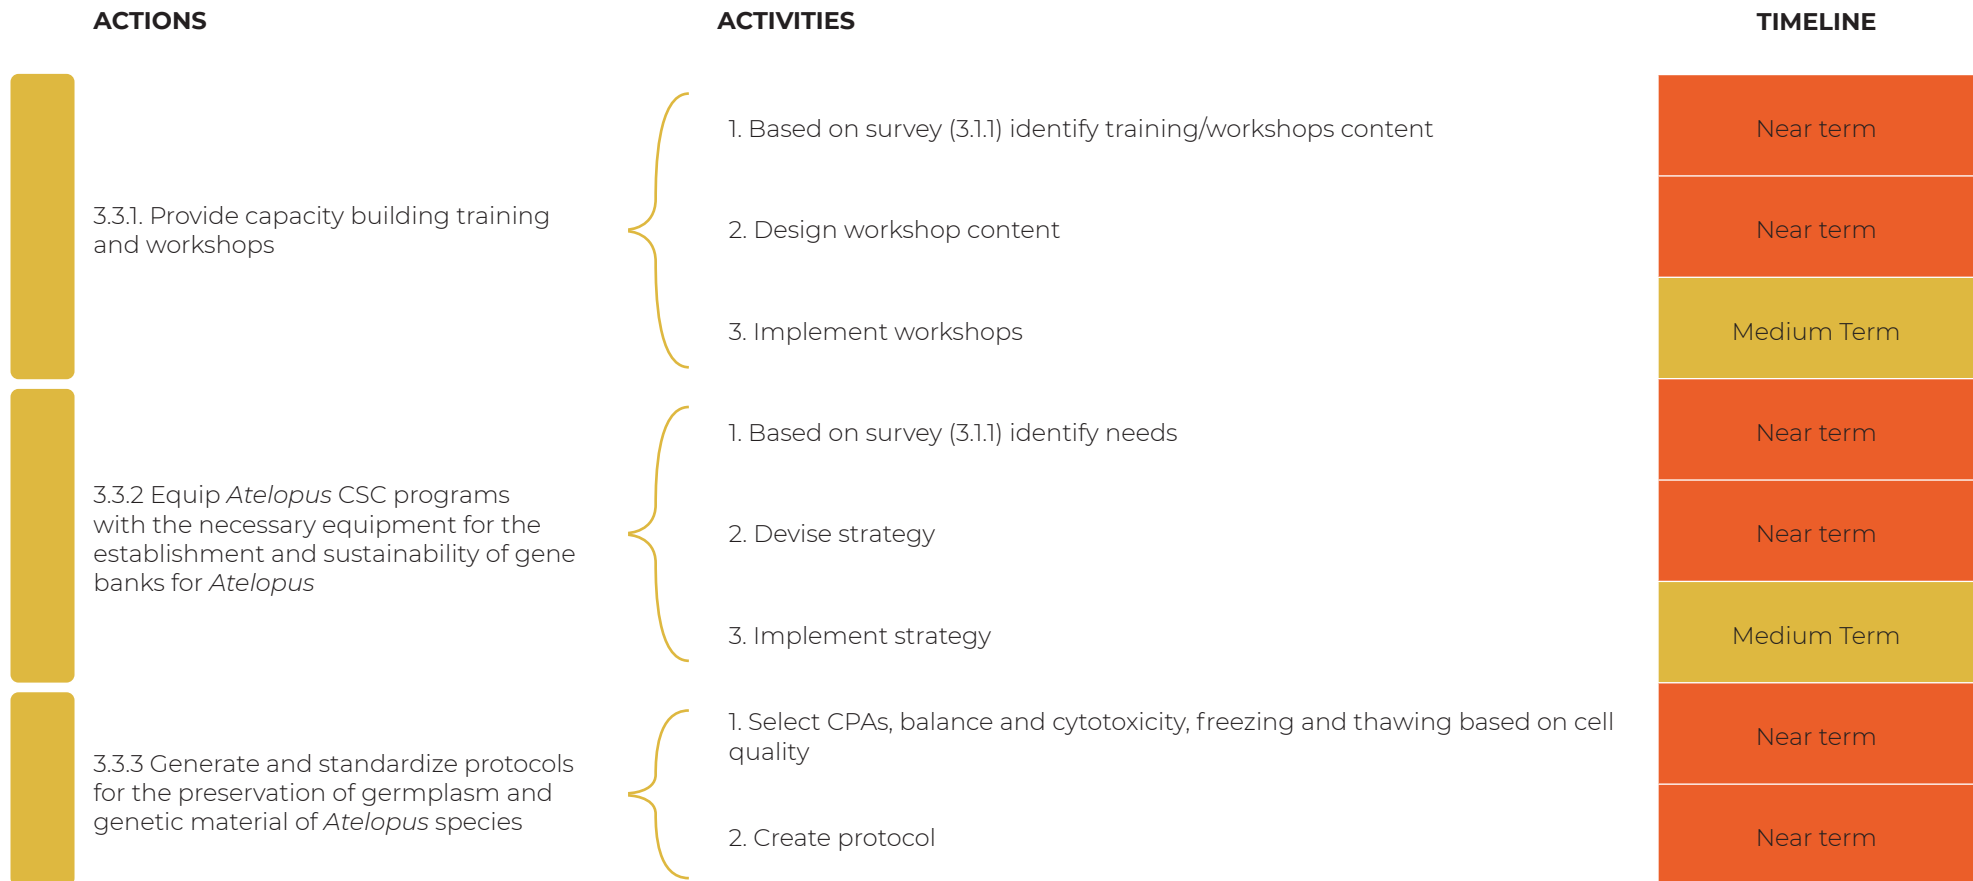 ACTIONS
ACTIVITIES
TIMELINE
3.3.1. Provide capacity building training
and workshops
1. Based on survey (3.1.1) identify training/workshops content
Near term
2. Design workshop content
Near term
3. Implement workshops
Medium Term
3.3.2 Equip Atelopus CSC programs
with the necessary equipment for the
establishment and sustainability of gene
banks for Atelopus
1. Based on survey (3.1.1) identify needs
Near term
2. Devise strategy
Near term
3. Implement strategy
Medium Term
3.3.3 Generate and standardize protocols
for the preservation of germplasm and
genetic material of Atelopus species
1. Select CPAs, balance and cytotoxicity, freezing and thawing based on cell
quality
Near term
2. Create protocol
Near term